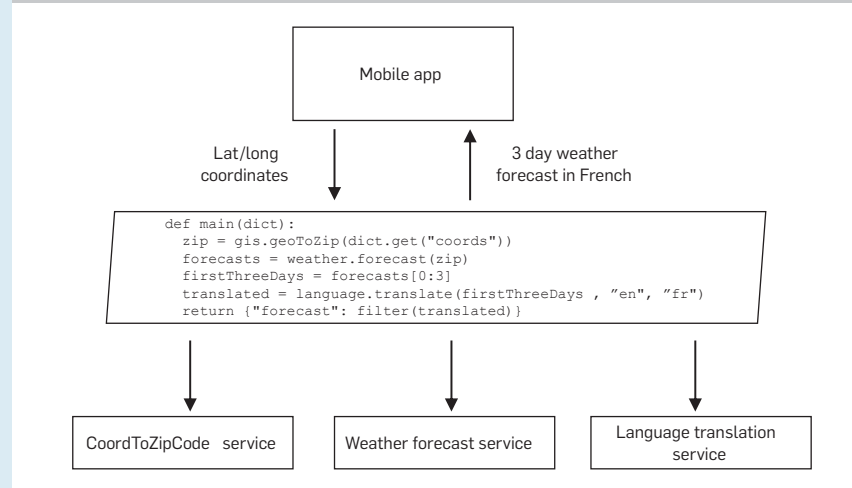 Mobile app
Lat/long
coordinates
3 day weather
forecast in French
def main(dict):
zip = gis.geoToZip(dict.get("coords"))
forecasts = weather.forecast(zip)
firstThreeDays = forecasts[0:3]
translated = language.translate(firstThreeDays , ”en", ”fr")
return {"forecast": filter(translated)}
CoordToZipCode service
Weather forecast service
Language translation
service